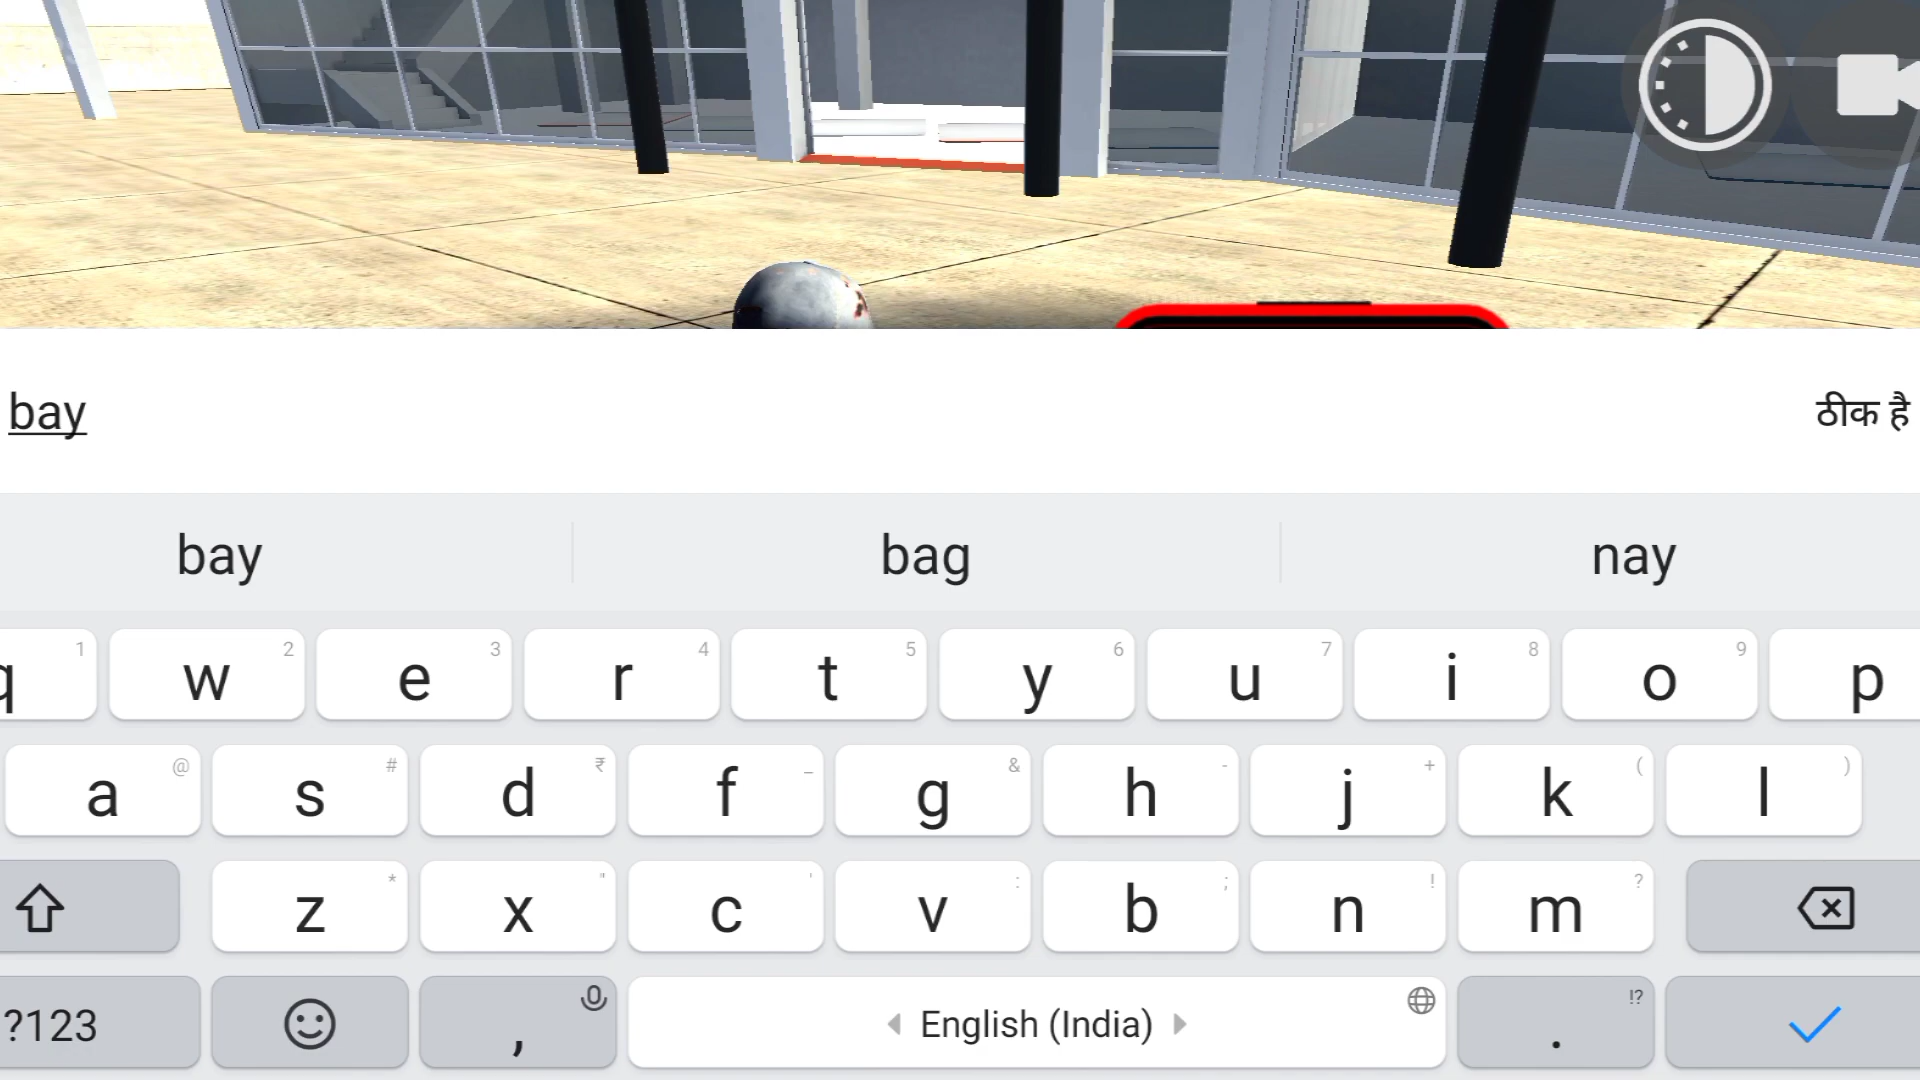 bay ठीक है
bay bag nay
q 1 w 2 e 3 r 4 t 5 y 6 u 7 i 8 o 9 p
a @ s # d ₹ f _ g & h - j + k ( l )
z * x " c ' v : b ; n ! m ?
?123 , English (India) . !?